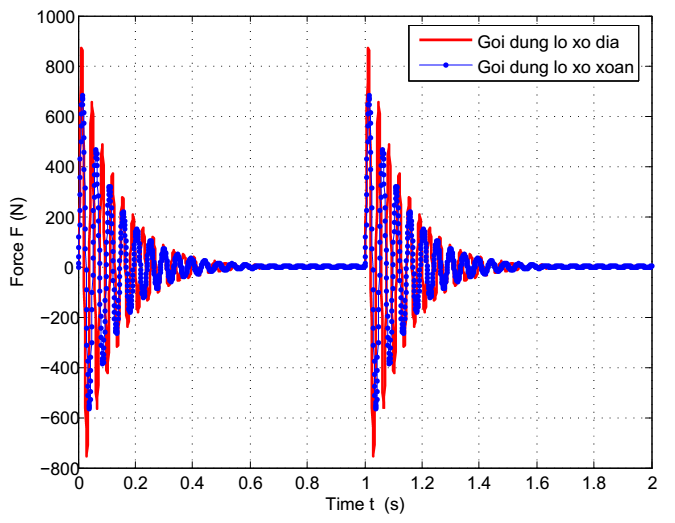 1000
800
600
400
200
0
−200
−400
−600
−800
Force F (N)
Goi dung lo xo dia
Goi dung lo xo xoan
0 0.2 0.4 0.6 0.8 1 1.2 1.4 1.6 1.8 2
Time t (s)